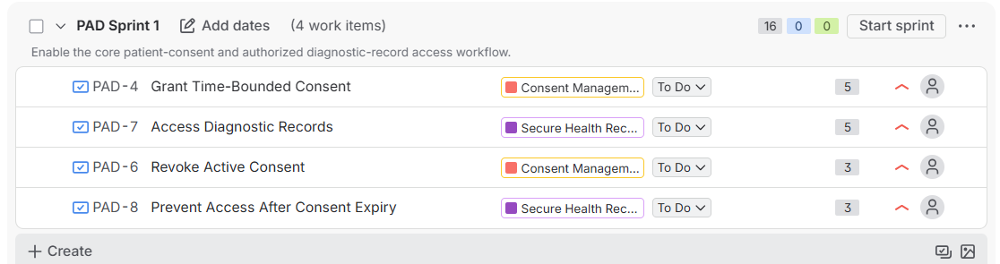 PAD Sprint 1 Add dates (4 work items) 16 0 0 Start sprint
Enable the core patient-consent and authorized diagnostic-record access workflow.
PAD-4 Grant Time-Bounded Consent Consent Managem... To Do 5
PAD-7 Access Diagnostic Records Secure Health Rec... To Do 5
PAD-6 Revoke Active Consent Consent Managem... To Do 3
PAD-8 Prevent Access After Consent Expiry Secure Health Rec... To Do 3
Create